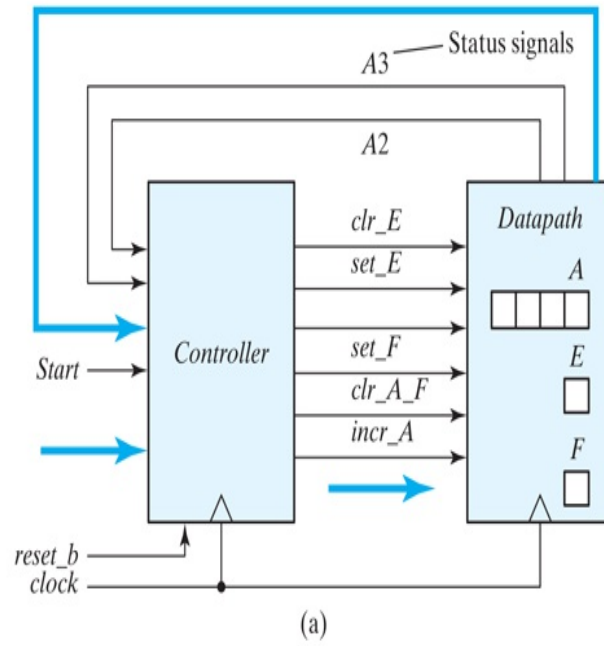 Status signals
A3
A2
clr_E
Datapath
set_E
A
Controller
set_F
E
Start
clr_A_F
incr_A
F
reset_b
clock
(a)